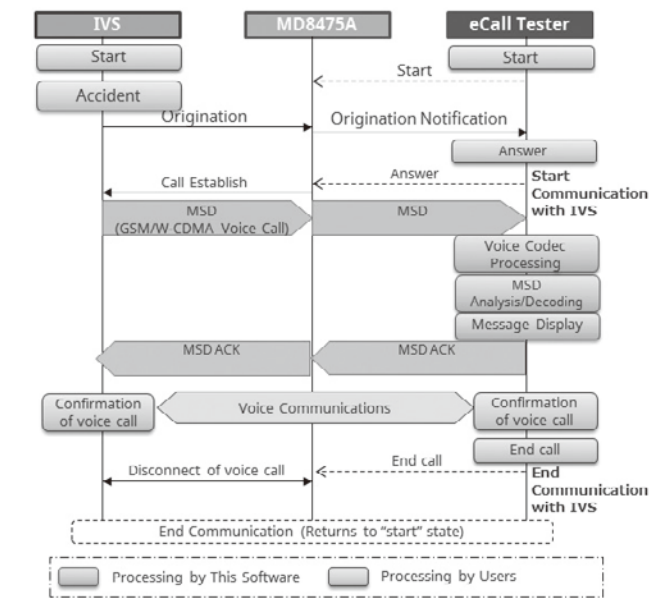 IVS
MD8475A
eCall Tester
Start
Start
Start
Accident
Origination
Origination Notification
Answer
Answer
Call Establish
Start
Communication
with IVS
MSD
(GSM/W CDMA Voice Call)
MSD
Voice Codec
Processing
MSD
Analysis/Decoding
Message Display
MSD ACK
MSD ACK
Confirmation
of voice call
Voice Communications
Confirmation
of voice call
End call
End call
Disconnect of voice call
End
Communication
with IVS
End Communication (Returns to “start” state)
Processing by This Software
Processing by Users